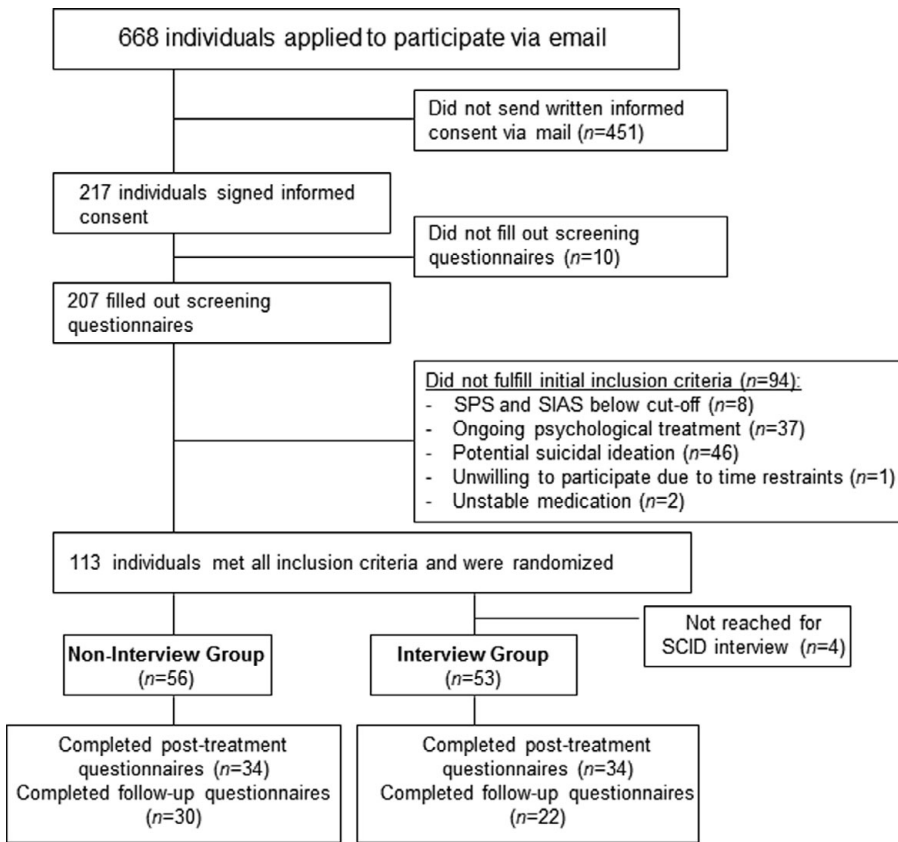 668 individuals applied to participate via email
Did not send written informed
consent via mail (n=451)
217 individuals signed informed
consent
Did not fill out screening
questionnaires (n=10)
207 filled out screening
questionnaires
Did not fulfill initial inclusion criteria (n=94):
- SPS and SIAS below cut-off (n=8)
- Ongoing psychological treatment (n=37)
- Potential suicidal ideation (n=46)
- Unwilling to participate due to time restraints (n=1)
- Unstable medication (n=2)
113 individuals met all inclusion criteria and were randomized
Not reached for
SCID interview (n=4)
Non-Interview Group
(n=56)
Interview Group
(n=53)
Completed post-treatment
questionnaires (n=34)
Completed follow-up questionnaires
(n=30)
Completed post-treatment
questionnaires (n=34)
Completed follow-up questionnaires
(n=22)